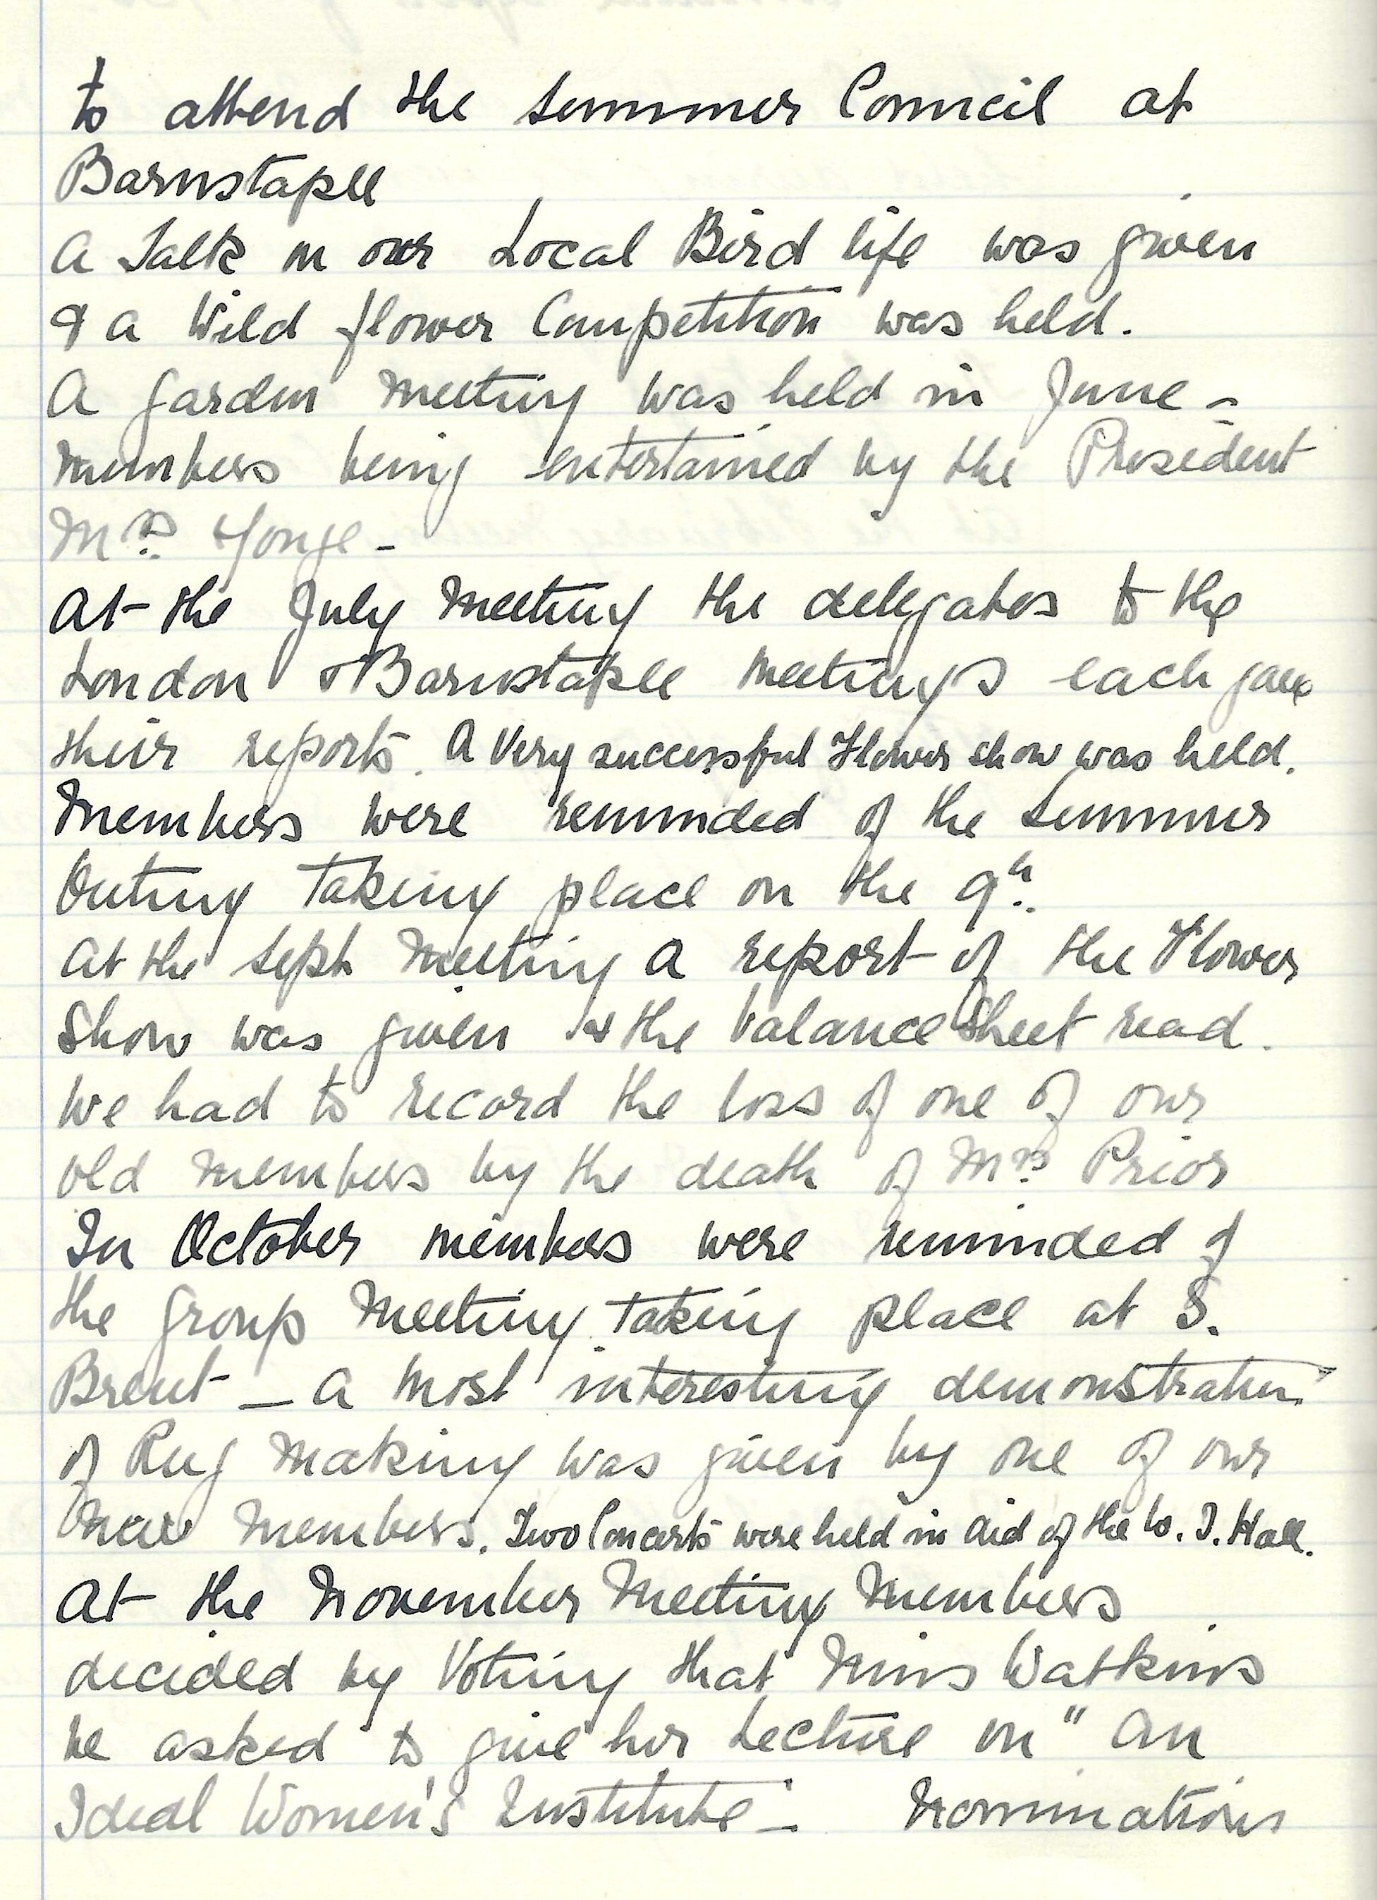 to attend the Summer Council at
Barnstaple
A Talk on our Local Bird life was given
& a Wild flower Competition was held.
A Garden Meeting was held in June -
members being entertained by the President
Mrs Yonge -
At the July Meeting the delegates to the
London & Barnstaple Meetings each gave
their reports. A Very successful Flower show was held.
Members were reminded of the Summer
Outing taking place on the 9th.
At the Sept Meeting a report of the Flower
Show was given & the balance sheet read.
We had to record the loss of one of our
old members by the death of Mrs Prior
In October members were reminded of
the Group Meeting taking place at S.
Brent - a most interesting demonstration
of Rug Making was given by one of our
new Members. Two Concerts were held in aid of the W. I. Hall.
At the November Meeting Members
decided by Voting that Miss Watkins
be asked to give her Lecture on " An
Ideal Women's Institute - Nominations